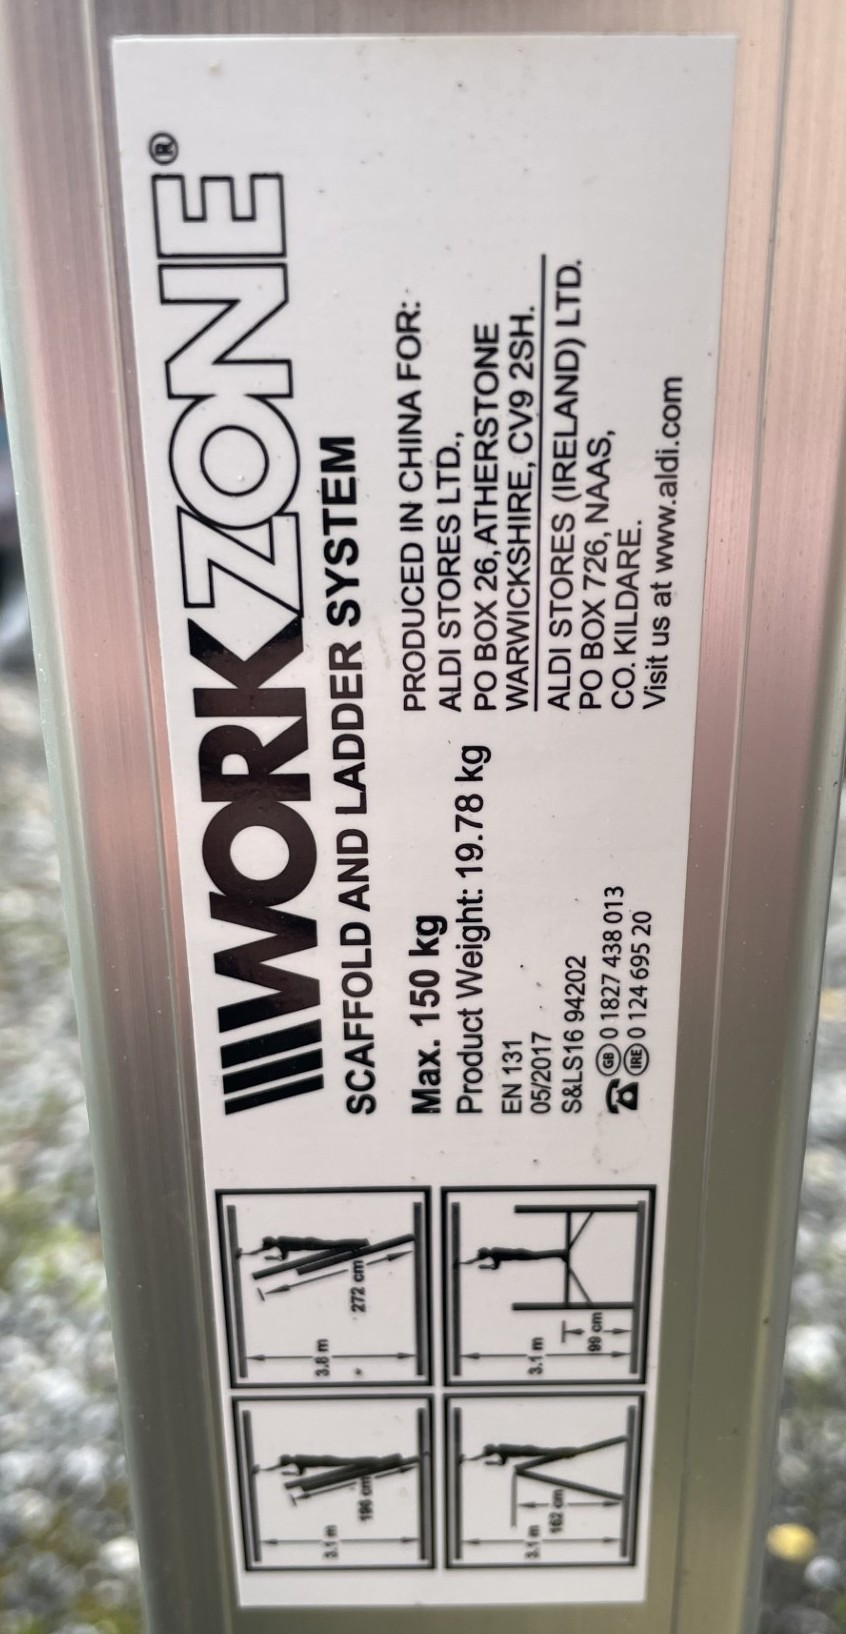 WORKZONE®
SCAFFOLD AND LADDER SYSTEM
Max. 150 kg
Product Weight: 19.78 kg
EN 131
05/2017
S&LS16 94202
GB 0 1827 438 013
IRE 0 124 695 20
PRODUCED IN CHINA FOR:
ALDI STORES LTD.,
PO BOX 26, ATHERSTONE
WARWICKSHIRE, CV9 2SH.
ALDI STORES (IRELAND) LTD.
PO BOX 726, NAAS,
CO. KILDARE.
Visit us at www.aldi.com
3.1 m
196 cm
3.8 m
272 cm
3.1 m
162 cm
3.1 m
99 cm